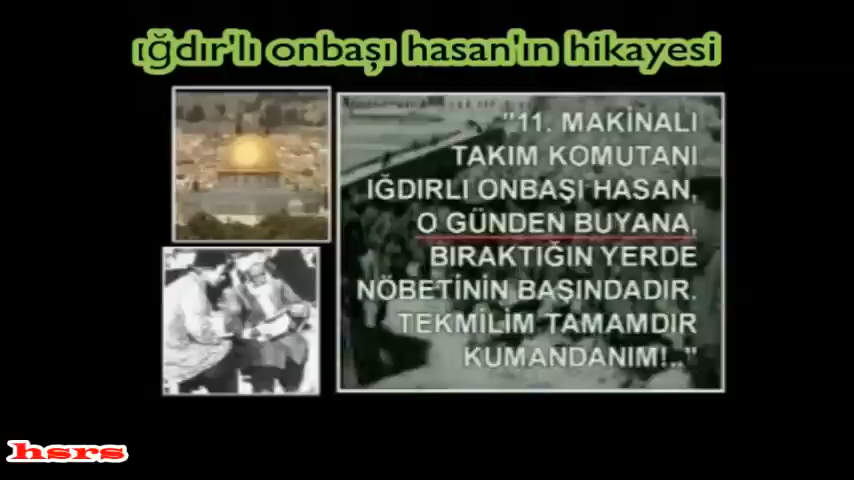 ığdır'lı onbaşı hasan'ın hikayesi
"11. MAKİNALI
TAKIM KOMUTANI
IĞDIRLI ONBAŞI HASAN,
O GÜNDEN BUYANA,
BIRAKTIĞIN YERDE
NÖBETİNİN BAŞINDADIR.
TEKMİLİM TAMAMDIR
KUMANDANIM!.."
hsrs